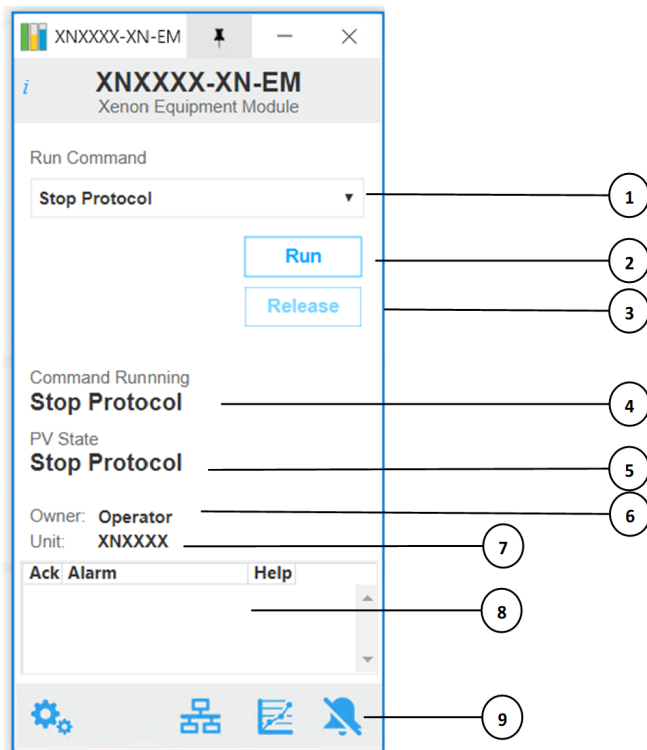 XNXXXX-XN-EM
i XNXXXX-XN-EM
Xenon Equipment Module
Run Command
Stop Protocol
1
Run
2
Release
3
Command Runnning
Stop Protocol
4
PV State
Stop Protocol
5
Owner: Operator
6
Unit: XNXXXX
7
Ack Alarm Help
8
9